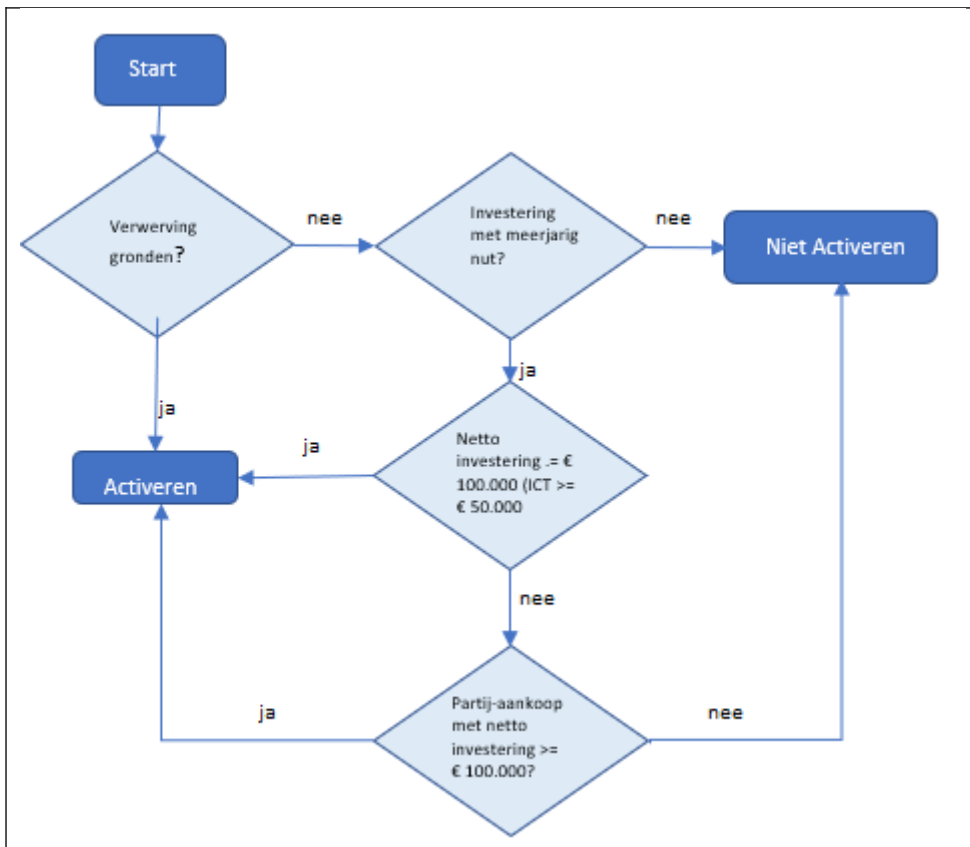 Start
Verwerving
gronden?
nee
Investering
met meerjarig
nut?
nee
Niet Activeren
ja
ja
Netto
investering .= €
100.000 (ICT >=
€ 50.000
ja
Activeren
nee
Partij-aankoop
met netto
investering >=
€ 100.000?
ja
nee